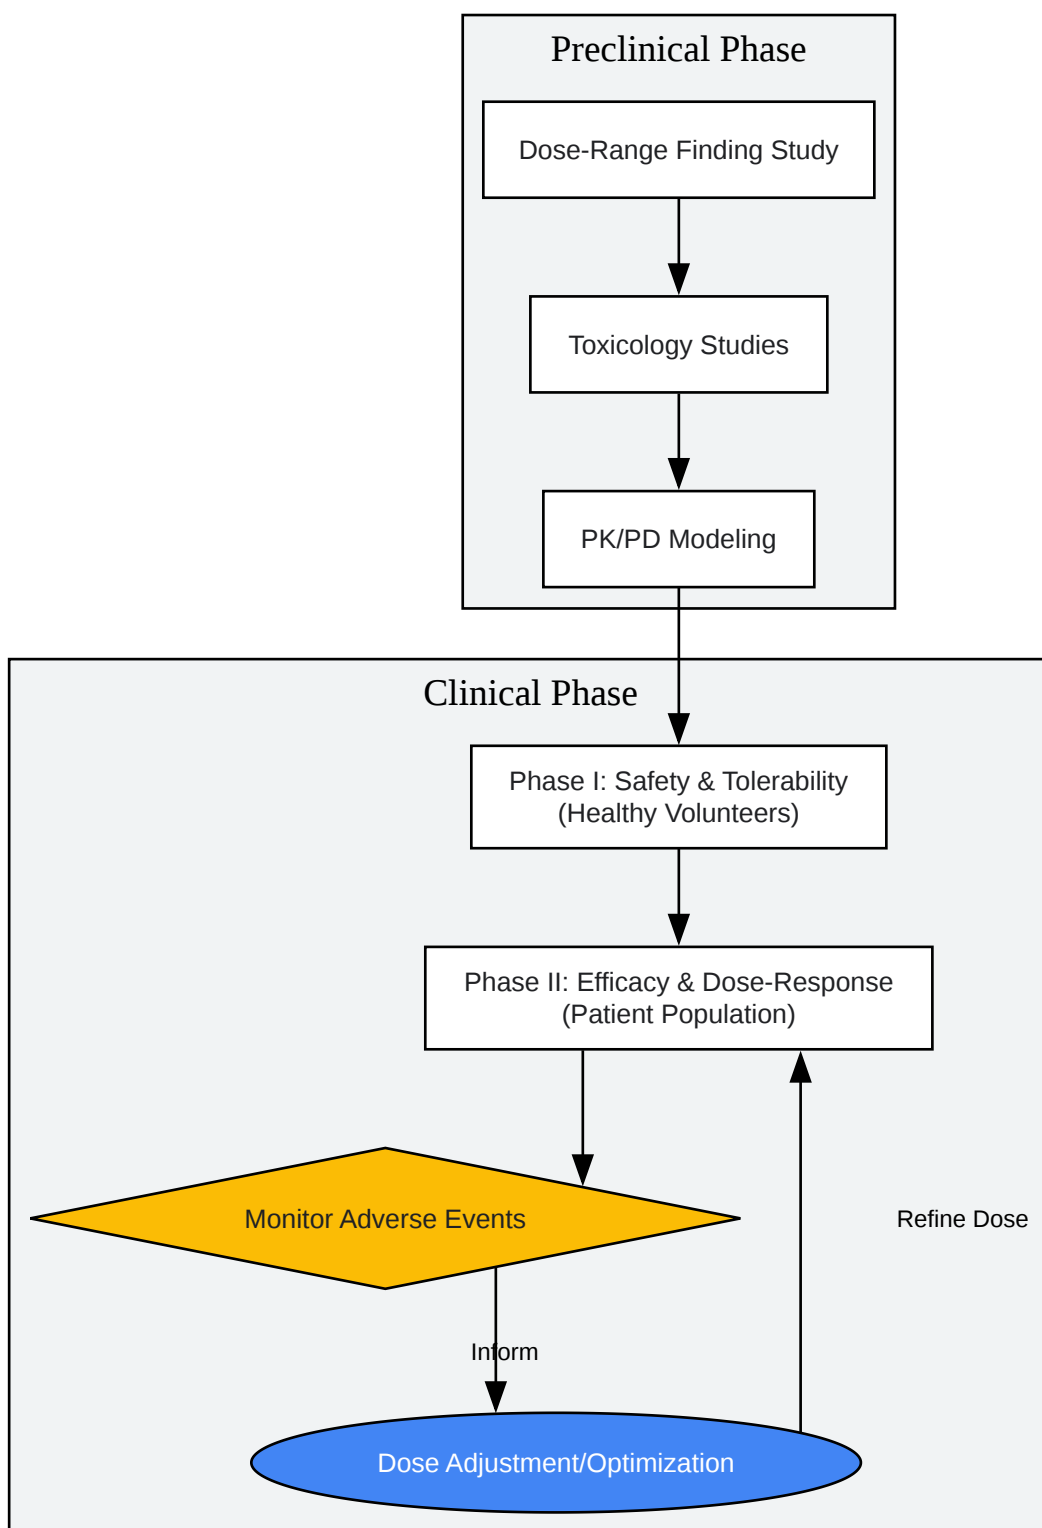 Preclinical Phase
Dose-Range Finding Study
Toxicology Studies
PK/PD Modeling
Clinical Phase
Phase I: Safety & Tolerability
(Healthy Volunteers)
Phase II: Efficacy & Dose-Response
(Patient Population)
Monitor Adverse Events
Refine Dose
Inform
Dose Adjustment/Optimization